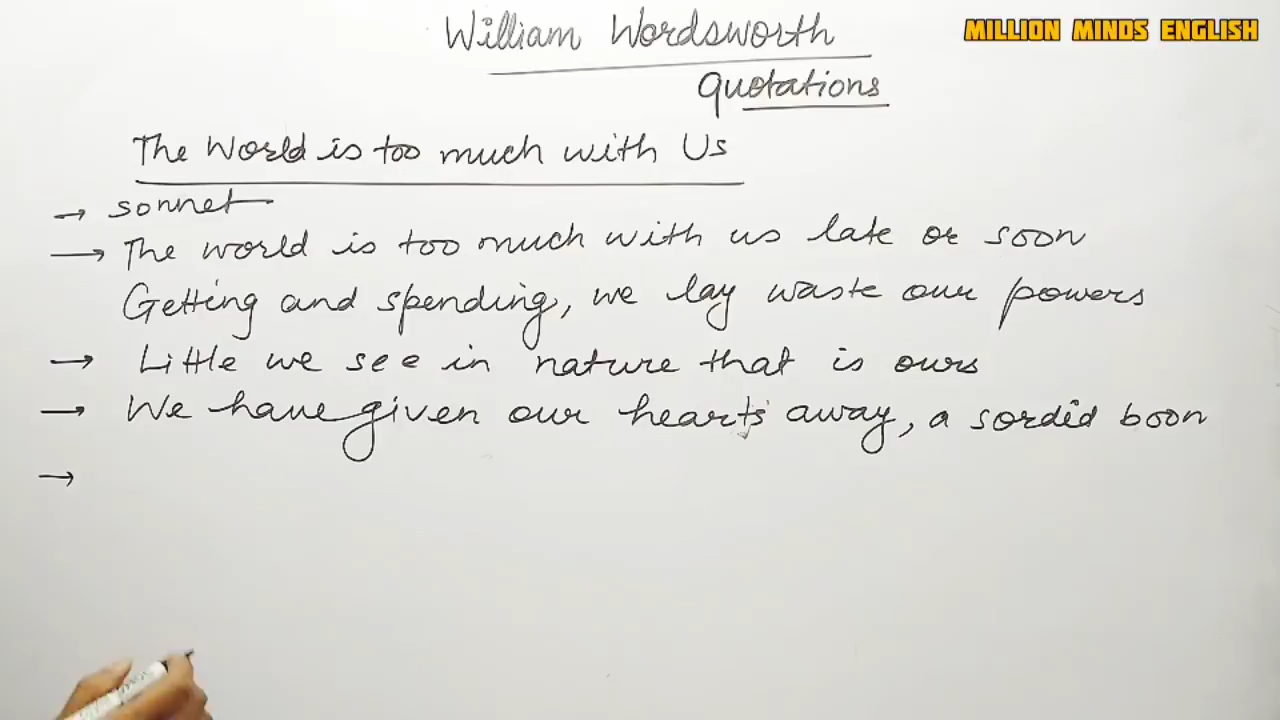 William Wordsworth
MILLION MINDS ENGLISH
Quotations
The World is too much with Us
→ sonnet
→ The world is too much with us late or soon
Getting and spending, we lay waste our powers
→ Little we see in nature that is ours
→ We have given our hearts away, a sordid boon
→